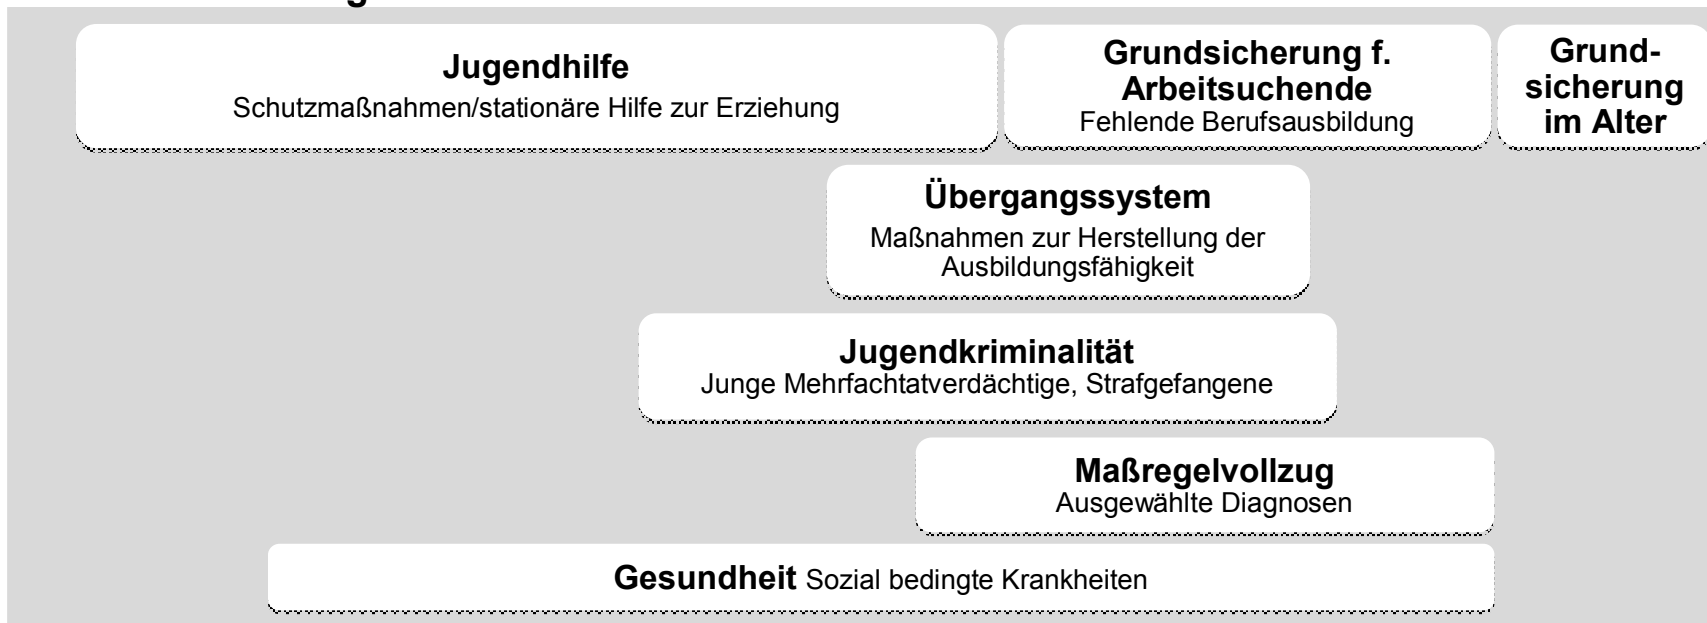 Jugendhilfe
Schutzmaßnahmen/stationäre Hilfe zur Erziehung
Grundsicherung f.
Arbeitsuchende
Fehlende Berufsausbildung
Grund-
sicherung
im Alter
Übergangssystem
Maßnahmen zur Herstellung der
Ausbildungsfähigkeit
Jugendkriminalität
Junge Mehrfachtatverdächtige, Strafgefangene
Maßregelvollzug
Ausgewählte Diagnosen
Gesundheit Sozial bedingte Krankheiten